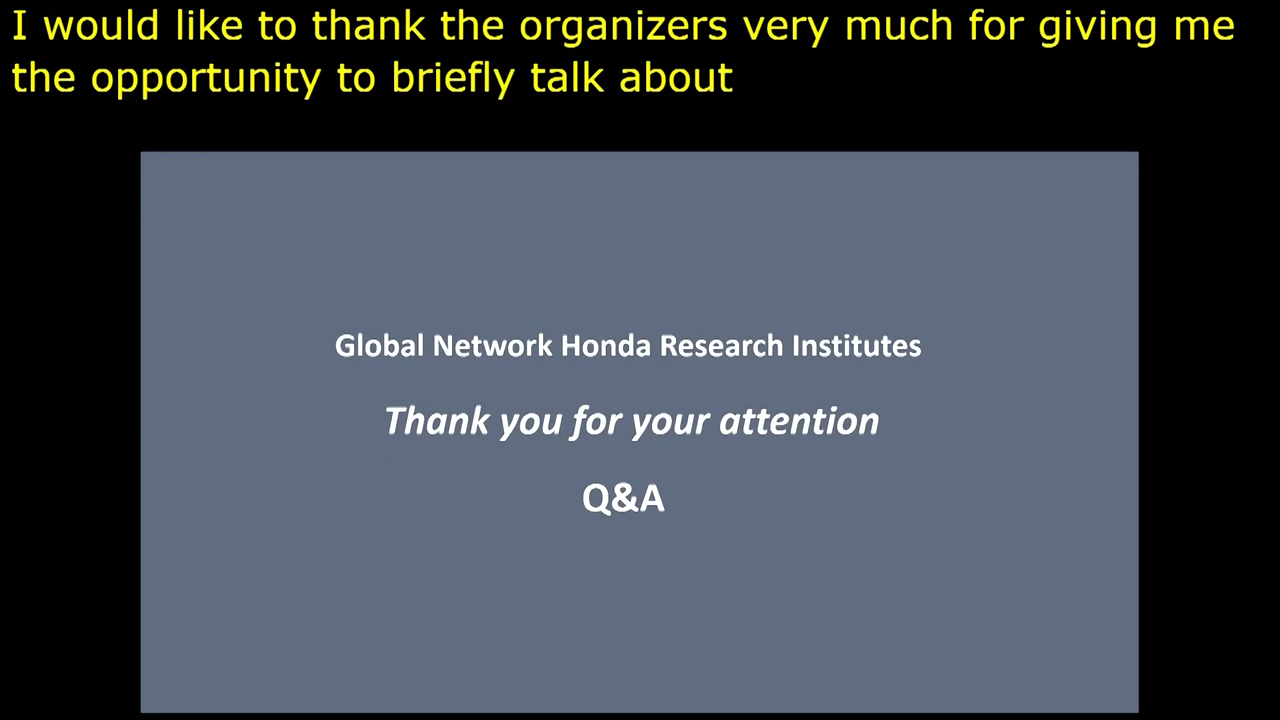 I would like to thank the organizers very much for giving me
the opportunity to briefly talk about
Global Network Honda Research Institutes
Thank you for your attention
Q&A